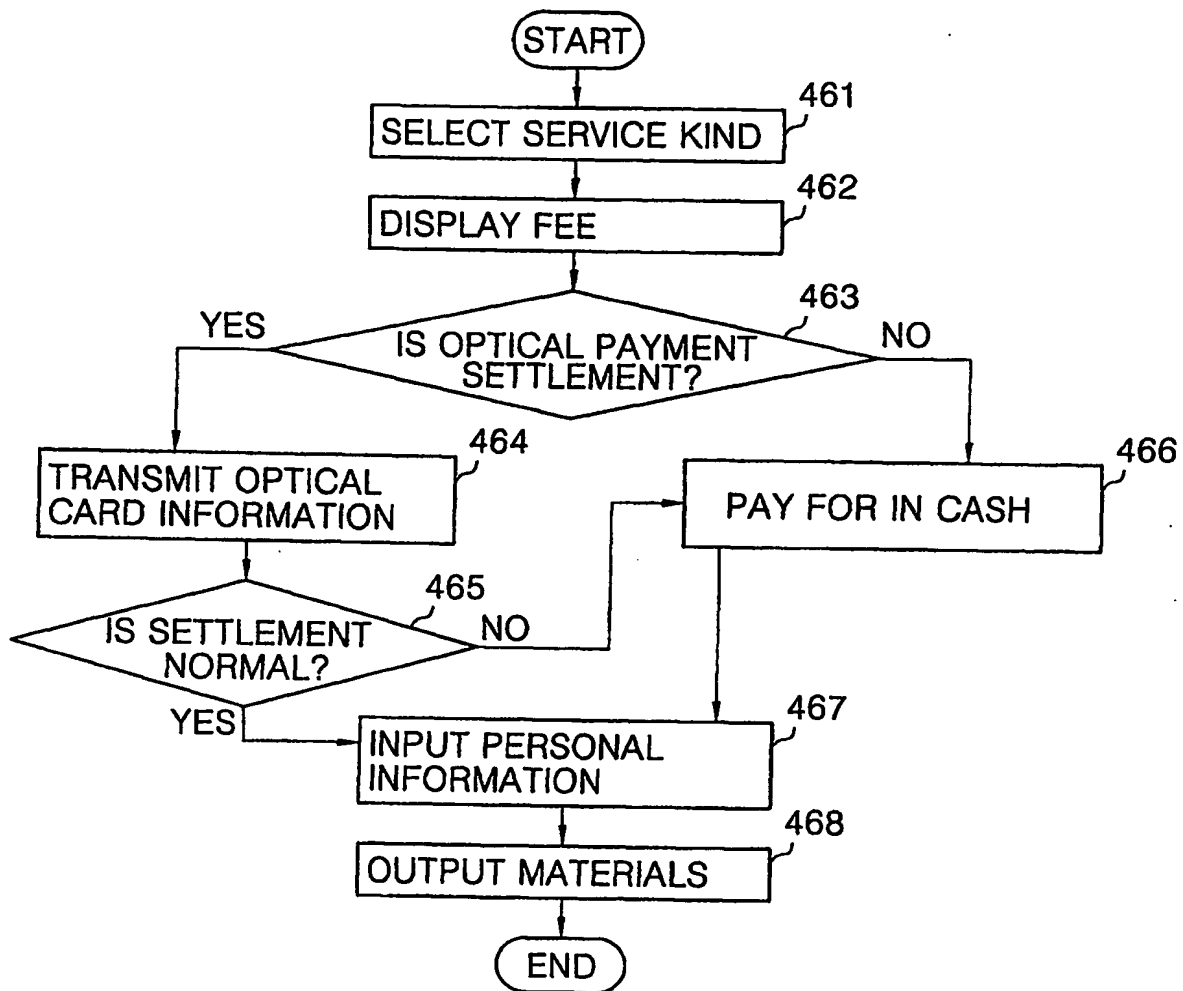 START
461
SELECT SERVICE KIND
462
DISPLAY FEE
463
YES
NO
IS OPTICAL PAYMENT
SETTLEMENT?
464
TRANSMIT OPTICAL
CARD INFORMATION
466
PAY FOR IN CASH
465
IS SETTLEMENT
NORMAL?
NO
YES
467
INPUT PERSONAL
INFORMATION
468
OUTPUT MATERIALS
END